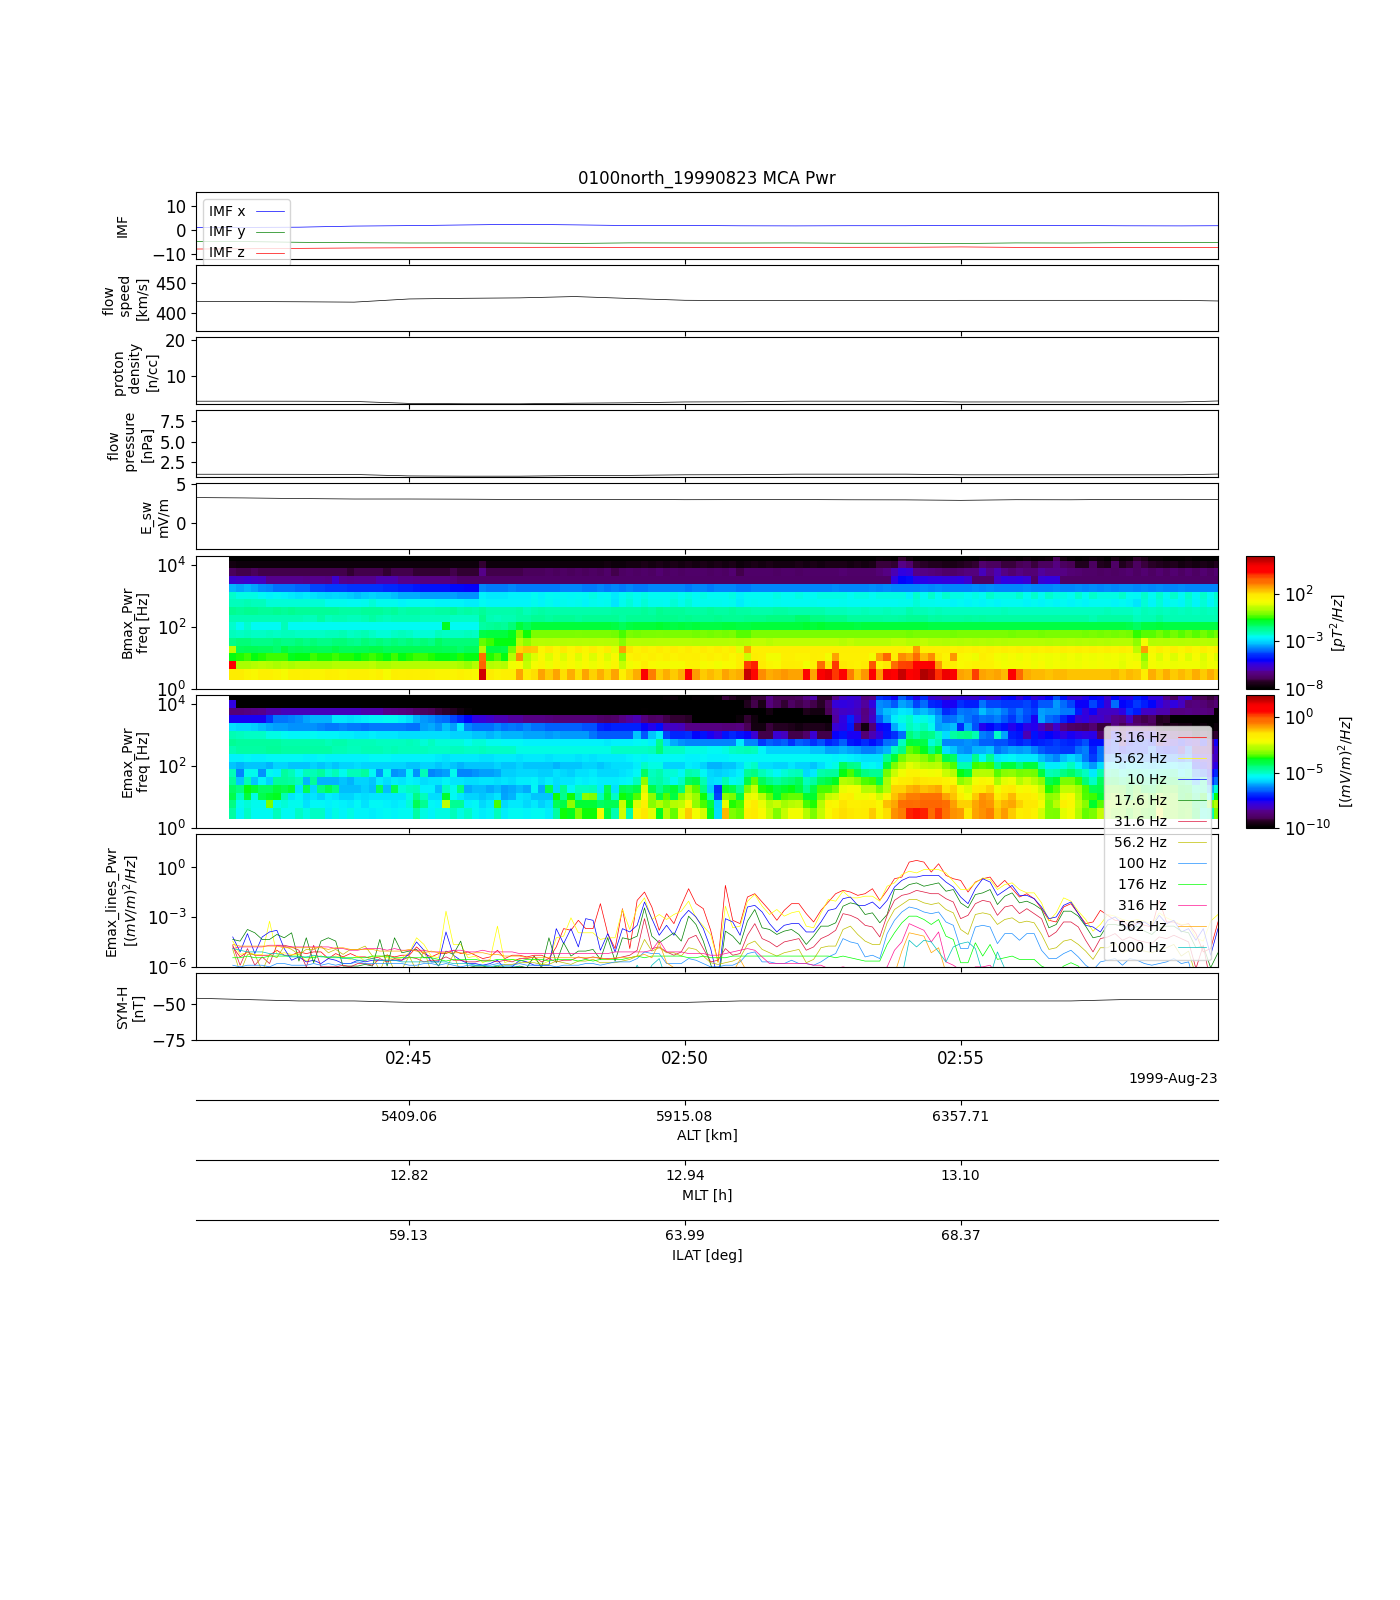 0100north_19990823 MCA Pwr
IMF
10
0
−10
IMF x
IMF y
IMF z
flow
speed
[km/s]
450
400
proton
density
[n/cc]
20
10
flow
pressure
[nPa]
7.5
5.0
2.5
E_sw
mV/m
5
0
Bmax_Pwr
freq [Hz]
10^4
10^2
10^0
10^2
10^−3
10^−8
[pT^2/Hz]
Emax_Pwr
freq [Hz]
10^4
10^2
10^0
10^0
10^−5
10^−10
[(mV/m)^2/Hz]
3.16 Hz
5.62 Hz
10 Hz
17.6 Hz
31.6 Hz
56.2 Hz
100 Hz
176 Hz
316 Hz
562 Hz
1000 Hz
Emax_lines_Pwr
[(mV/m)^2/Hz]
10^0
10^−3
10^−6
SYM-H
[nT]
−50
−75
02:45 02:50 02:55
1999-Aug-23
5409.06 5915.08 6357.71
ALT [km]
12.82 12.94 13.10
MLT [h]
59.13 63.99 68.37
ILAT [deg]